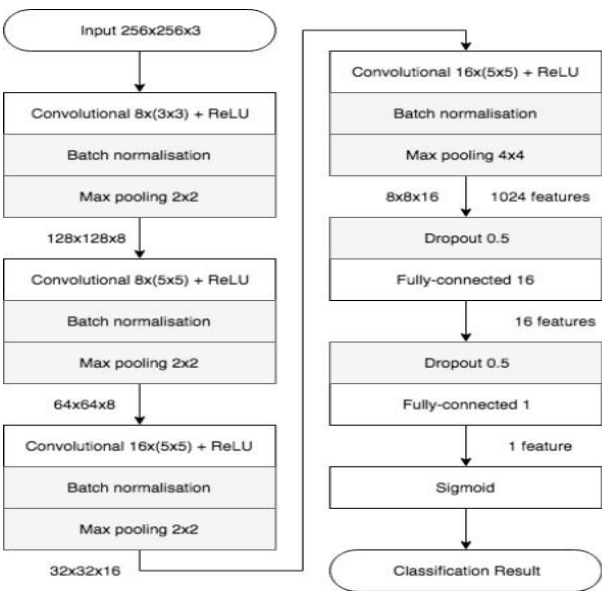 Input 256x256x3
Convolutional 8x(3x3) + ReLU
Batch normalisation
Max pooling 2x2
128x128x8
Convolutional 8x(5x5) + ReLU
Batch normalisation
Max pooling 2x2
64x64x8
Convolutional 16x(5x5) + ReLU
Batch normalisation
Max pooling 2x2
32x32x16
Convolutional 16x(5x5) + ReLU
Batch normalisation
Max pooling 4x4
8x8x16 1024 features
Dropout 0.5
Fully-connected 16
16 features
Dropout 0.5
Fully-connected 1
1 feature
Sigmoid
Classification Result